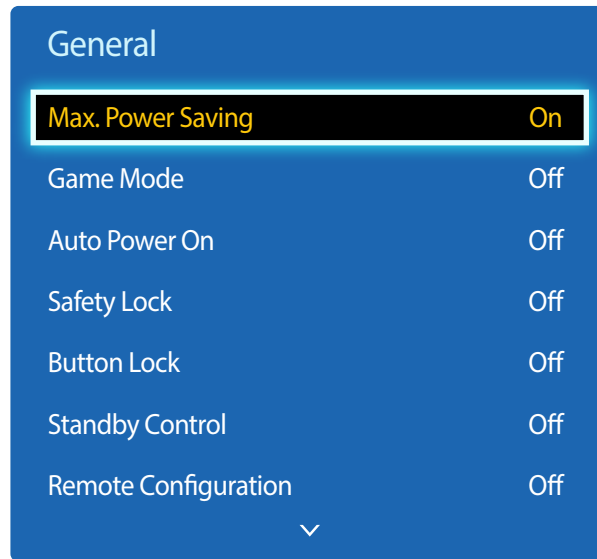 General
Max. Power Saving On
Game Mode Off
Auto Power On Off
Safety Lock Off
Button Lock Off
Standby Control Off
Remote Configuration Off